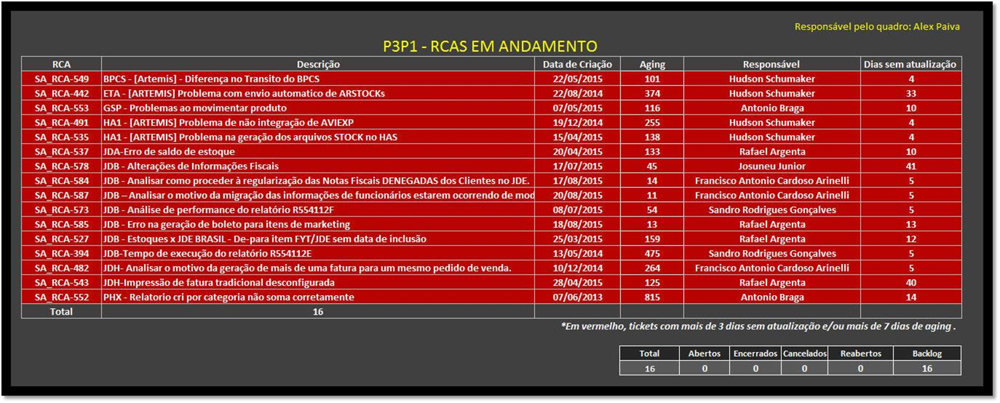 Responsável pelo quadro: Alex Paiva
P3P1 - RCAS EM ANDAMENTO
RCA Descrição Data de Criação Aging Responsável Dias sem atualização
SA_RCA-549 BPCS - [Artemis] - Diferença no Transito do BPCS 22/05/2015 101 Hudson Schumaker 4
SA_RCA-442 ETA - [ARTEMIS] Problema com envio automatico de ARSTOCKs 22/08/2014 374 Hudson Schumaker 33
SA_RCA-553 GSP - Problemas ao movimentar produto 07/05/2015 116 Antonio Braga 10
SA_RCA-491 HA1 - [ARTEMIS] Problema de não integração de AVIEXP 19/12/2014 255 Hudson Schumaker 4
SA_RCA-535 HA1 - [ARTEMIS] Problema na geração dos arquivos STOCK no HAS 15/04/2015 138 Hudson Schumaker 4
SA_RCA-537 JDA-Erro de saldo de estoque 20/04/2015 133 Rafael Argenta 10
SA_RCA-578 JDB - Alterações de Informações Fiscais 17/07/2015 45 Josuneu Junior 41
SA_RCA-584 JDB - Analisar como proceder à regularização das Notas Fiscais DENEGADAS dos Clientes no JDE. 17/08/2015 14 Francisco Antonio Cardoso Arinelli 5
SA_RCA-587 JDB – Analisar o motivo da migração das informações de funcionários estarem ocorrendo de mod 20/08/2015 11 Francisco Antonio Cardoso Arinelli 5
SA_RCA-573 JDB - Análise de performance do relatório R554112F 08/07/2015 54 Sandro Rodrigues Gonçalves 5
SA_RCA-585 JDB - Erro na geração de boleto para itens de marketing 18/08/2015 13 Rafael Argenta 13
SA_RCA-527 JDB - Estoques x JDE BRASIL - De-para item FYT/JDE sem data de inclusão 25/03/2015 159 Rafael Argenta 12
SA_RCA-394 JDB-Tempo de execução do relatório R554112E 13/05/2014 475 Sandro Rodrigues Gonçalves 5
SA_RCA-482 JDH- Analisar o motivo da geração de mais de uma fatura para um mesmo pedido de venda. 10/12/2014 264 Francisco Antonio Cardoso Arinelli 5
SA_RCA-543 JDH-Impressão de fatura tradicional desconfigurada 28/04/2015 125 Rafael Argenta 40
SA_RCA-552 PHX - Relatorio cri por categoria não soma corretamente 07/06/2013 815 Antonio Braga 14
Total 16
*Em vermelho, tickets com mais de 3 dias sem atualização e/ou mais de 7 dias de aging .
Total Abertos Encerrados Cancelados Reabertos Backlog
16 0 0 0 0 16